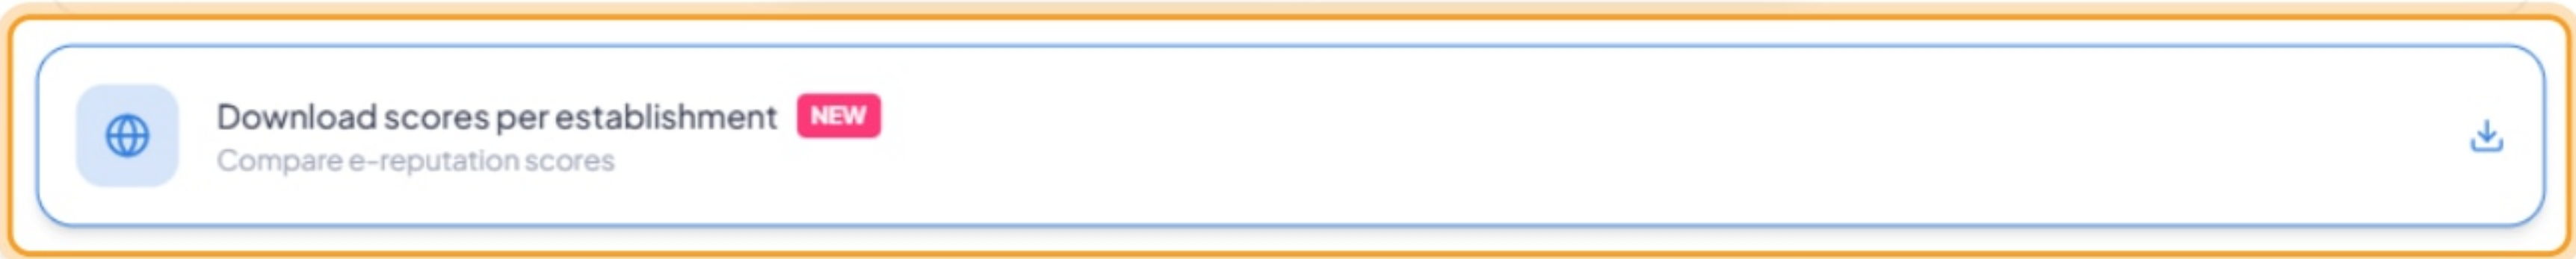 Download scores per establishment NEW
Compare e-reputation scores